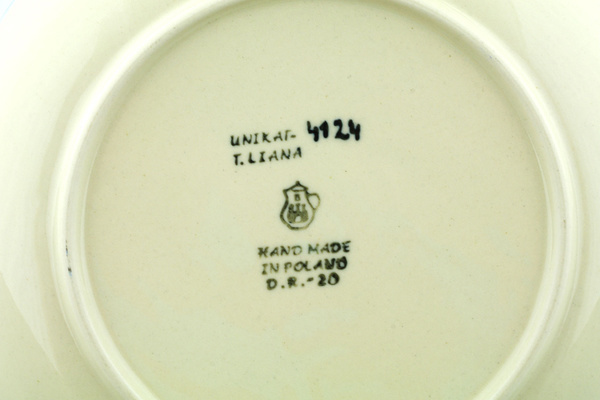 UNIKAT- 4124
T. LIANA
HAND MADE
IN POLAND
D.R.-20